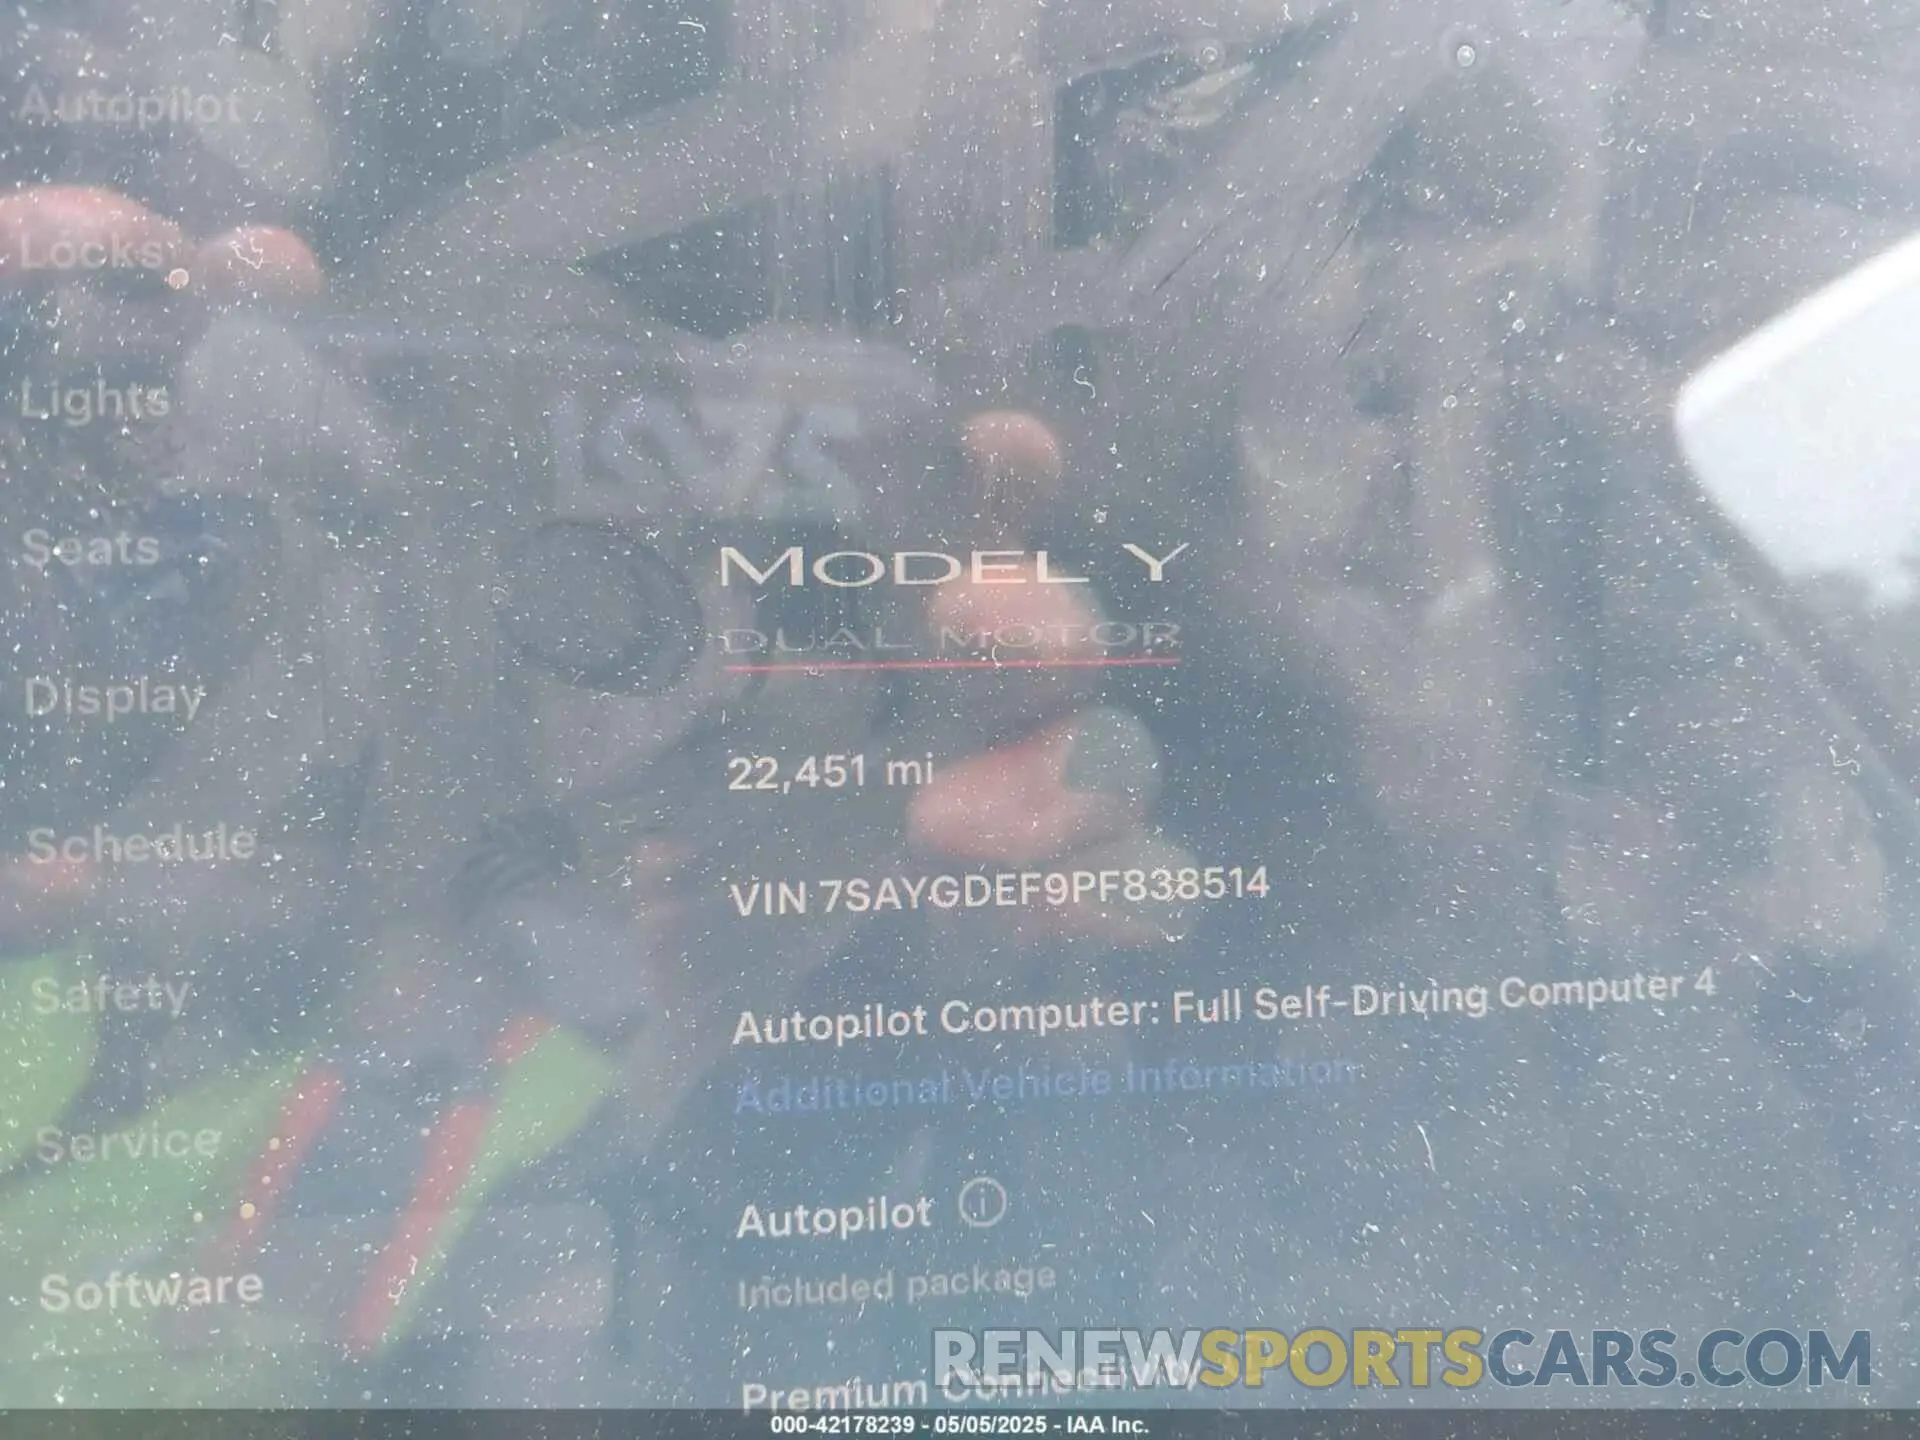 Autopilot
Locks
Lights
Seats
Display
Schedule
Safety
Service
Software
MODEL Y
DUAL MOTOR
22,451 mi
VIN 7SAYGDEF9PF838514
Autopilot Computer: Full Self-Driving Computer 4
Additional Vehicle Information
Autopilot
Included package
Premium Connectivity
RENEWSPORTSCARS.COM
000-42178239 - 05/05/2025 - IAA Inc.